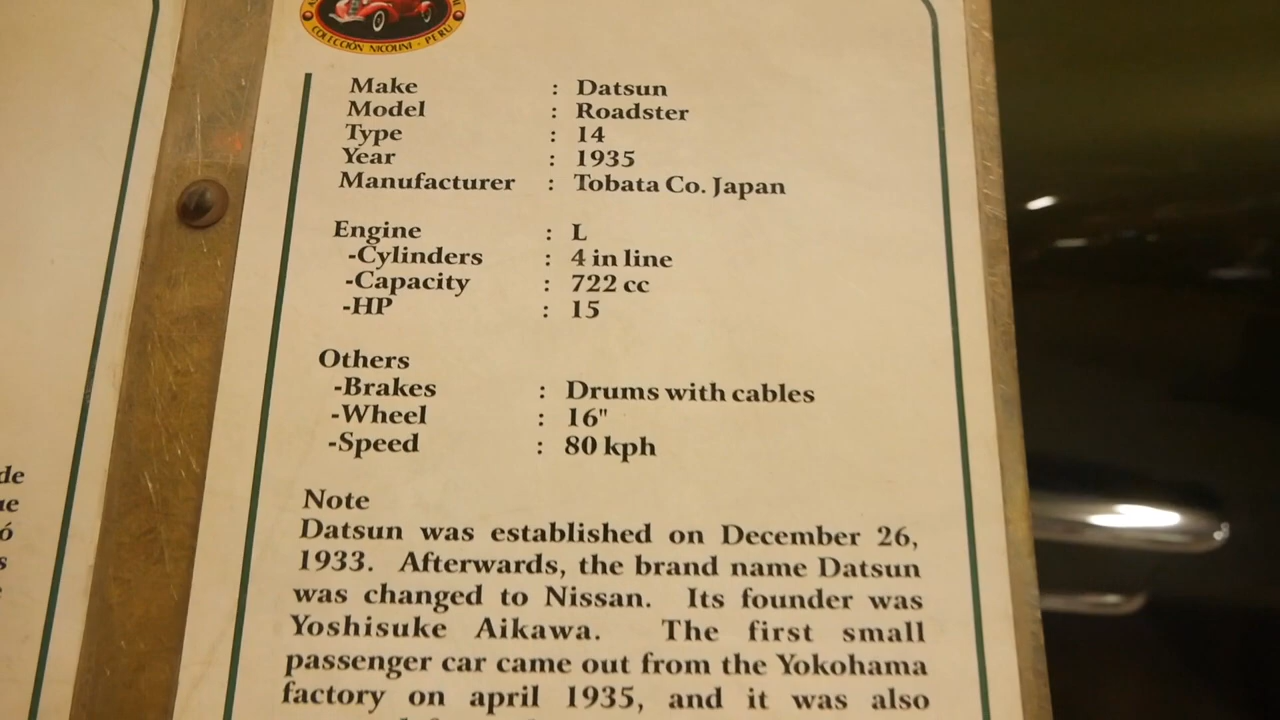 COLECCIÓN NICOLINI - PERÚ
Make : Datsun
Model : Roadster
Type : 14
Year : 1935
Manufacturer : Tobata Co. Japan
Engine : L
-Cylinders : 4 in line
-Capacity : 722 cc
-HP : 15
Others
-Brakes : Drums with cables
-Wheel : 16"
-Speed : 80 kph
Note
Datsun was established on December 26,
1933. Afterwards, the brand name Datsun
was changed to Nissan. Its founder was
Yoshisuke Aikawa. The first small
passenger car came out from the Yokohama
factory on april 1935, and it was also
de